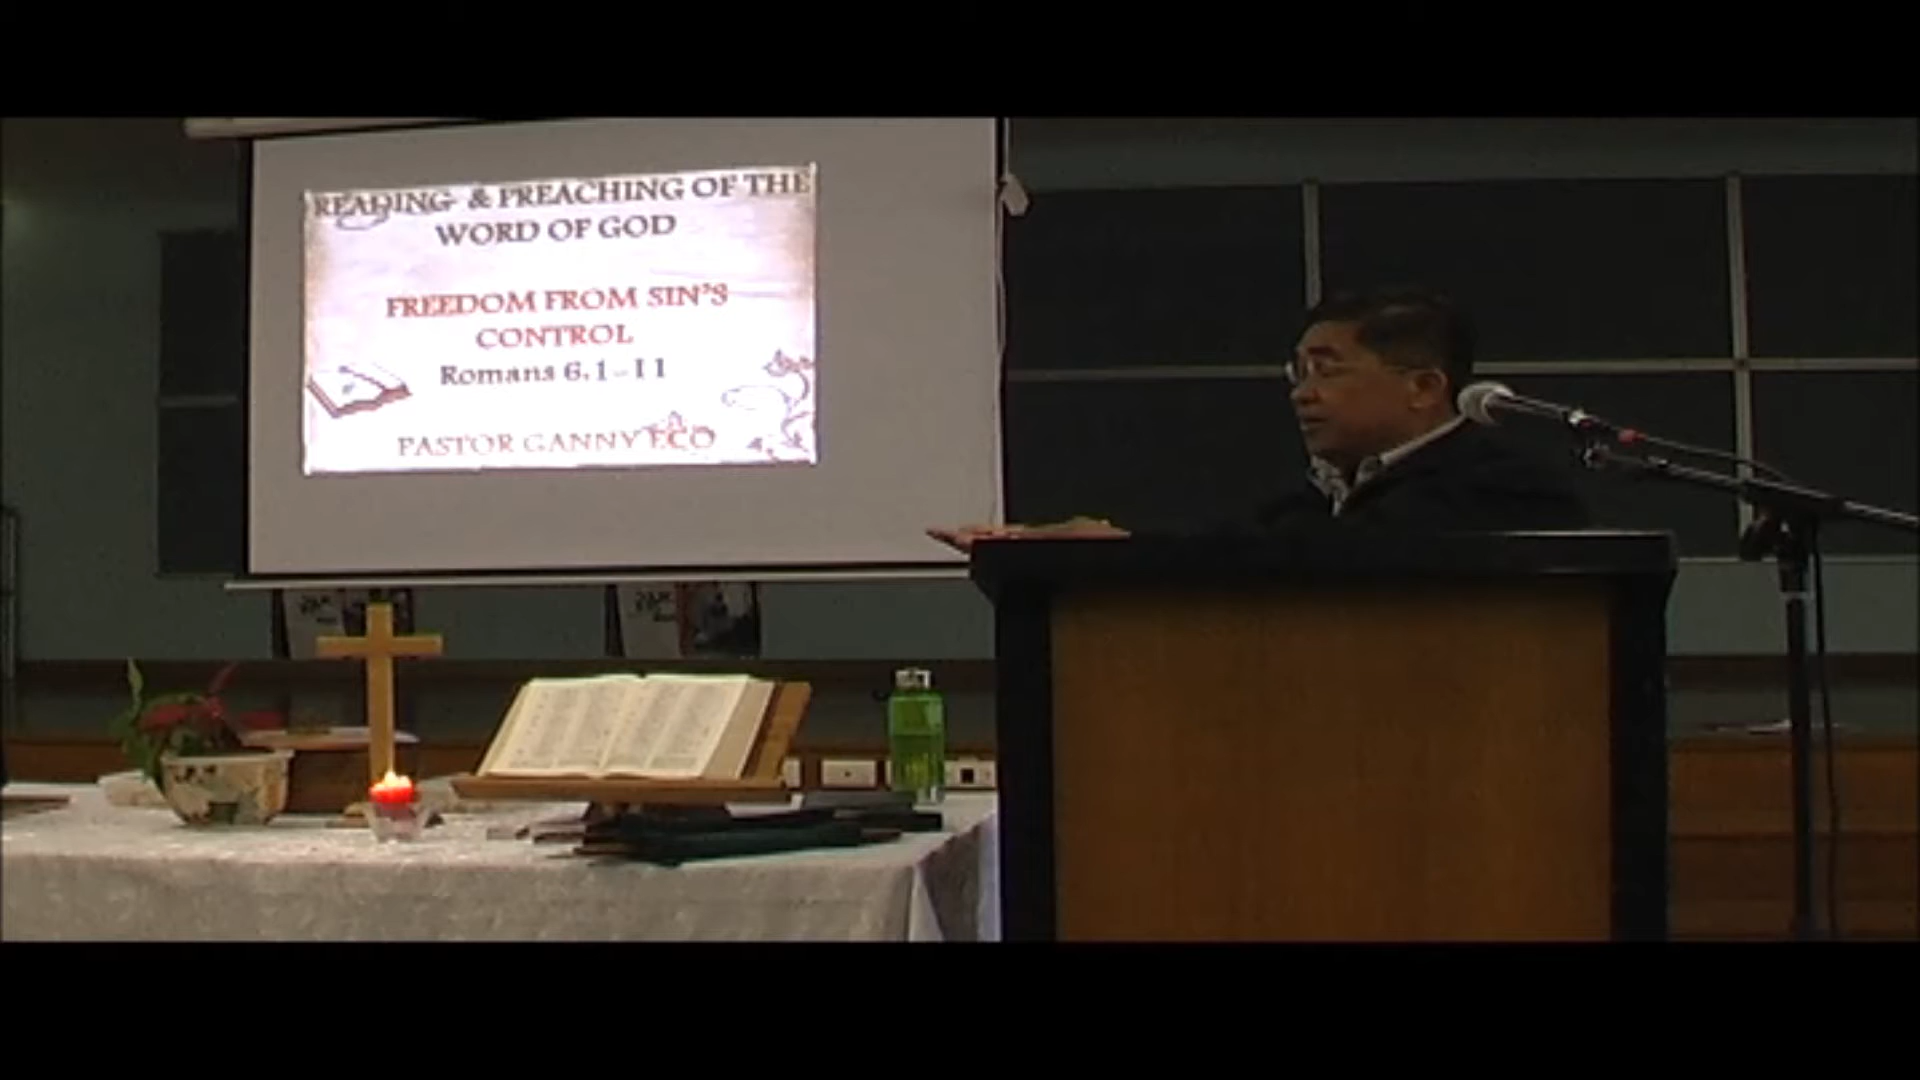 READING & PREACHING OF THE
WORD OF GOD
FREEDOM FROM SIN'S
CONTROL
Romans 6.1-11
PASTOR GANNY ECO